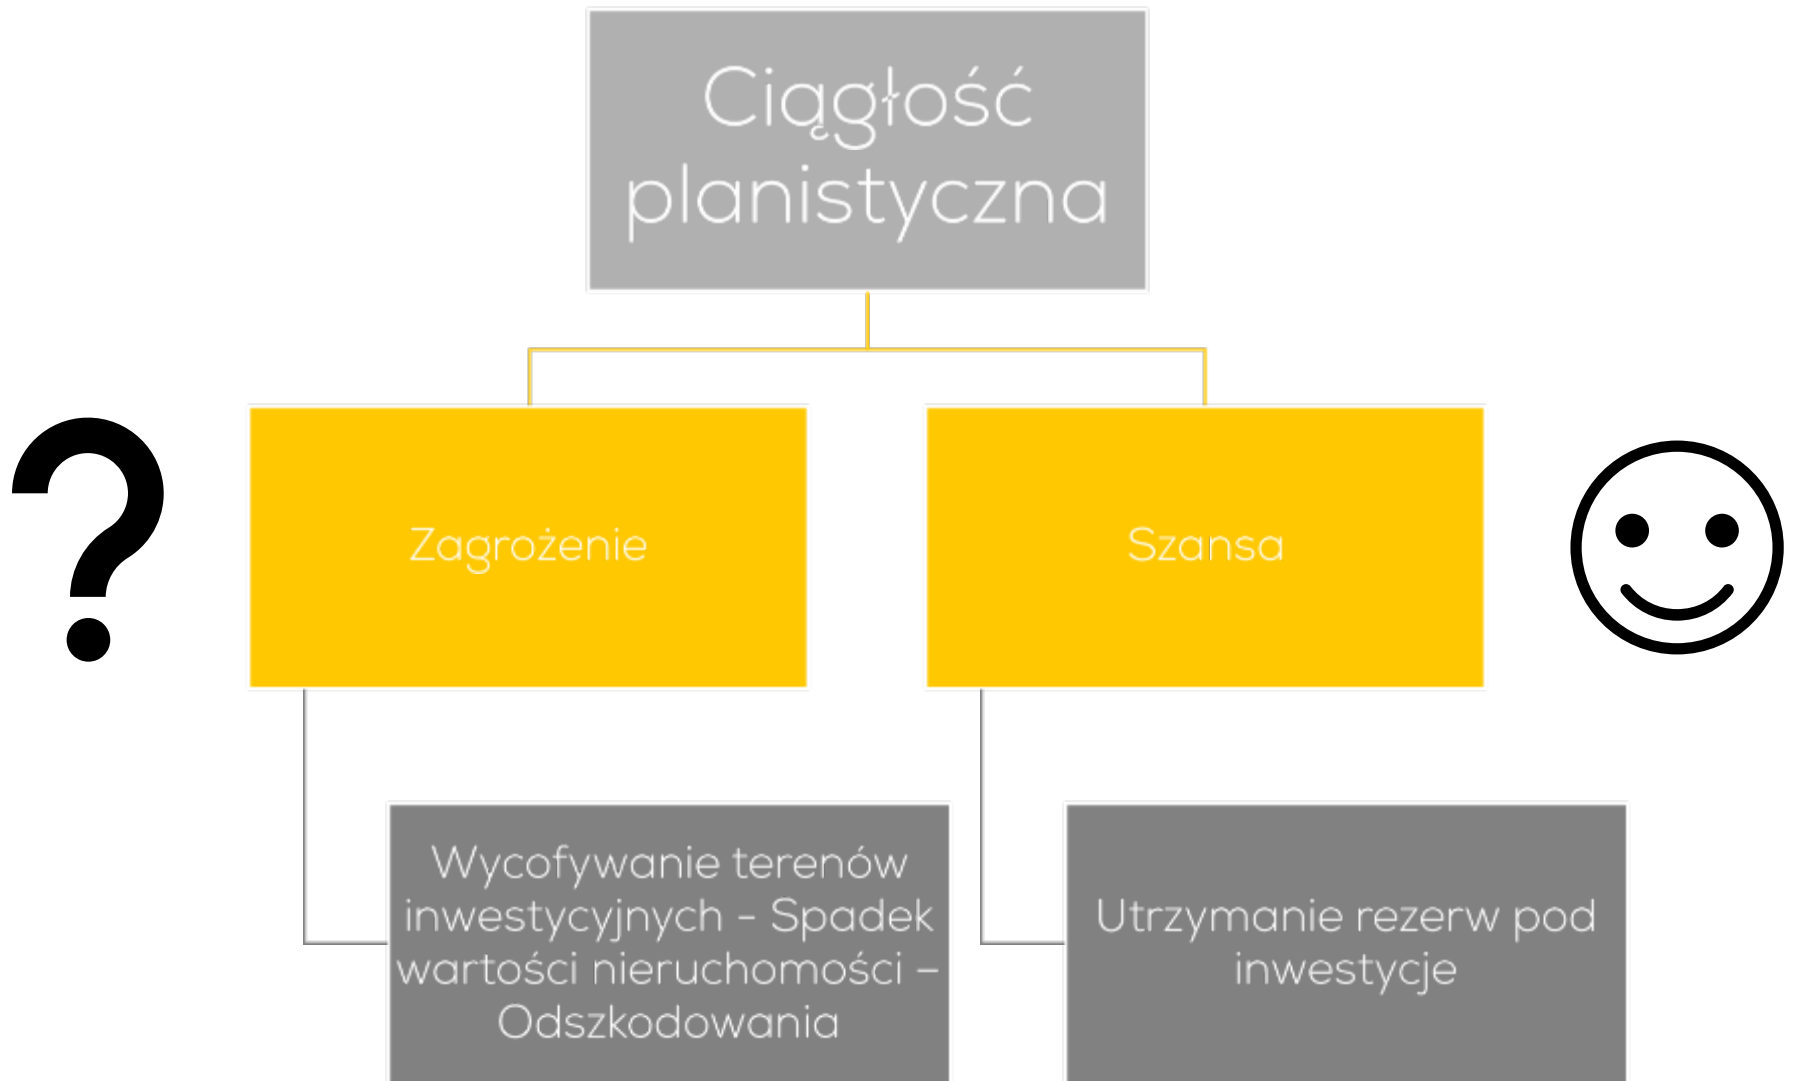 Ciągłość
planistyczna
?
Zagrożenie
Szansa
Wycofywanie terenów
inwestycyjnych - Spadek
wartości nieruchomości –
Odszkodowania
Utrzymanie rezerw pod
inwestycje